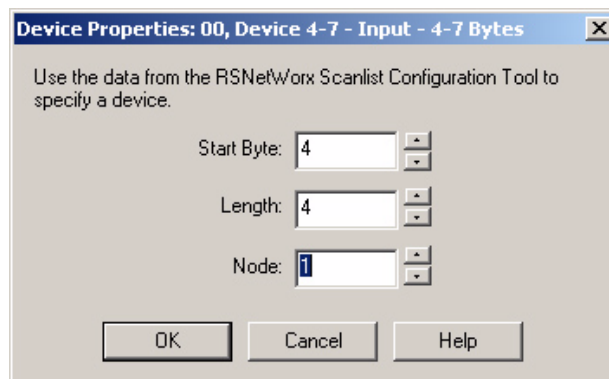 Device Properties: 00, Device 4-7 - Input - 4-7 Bytes
Use the data from the RSNetWorx Scanlist Configuration Tool to
specify a device.
Start Byte: 4
Length: 4
Node: 1
OK Cancel Help